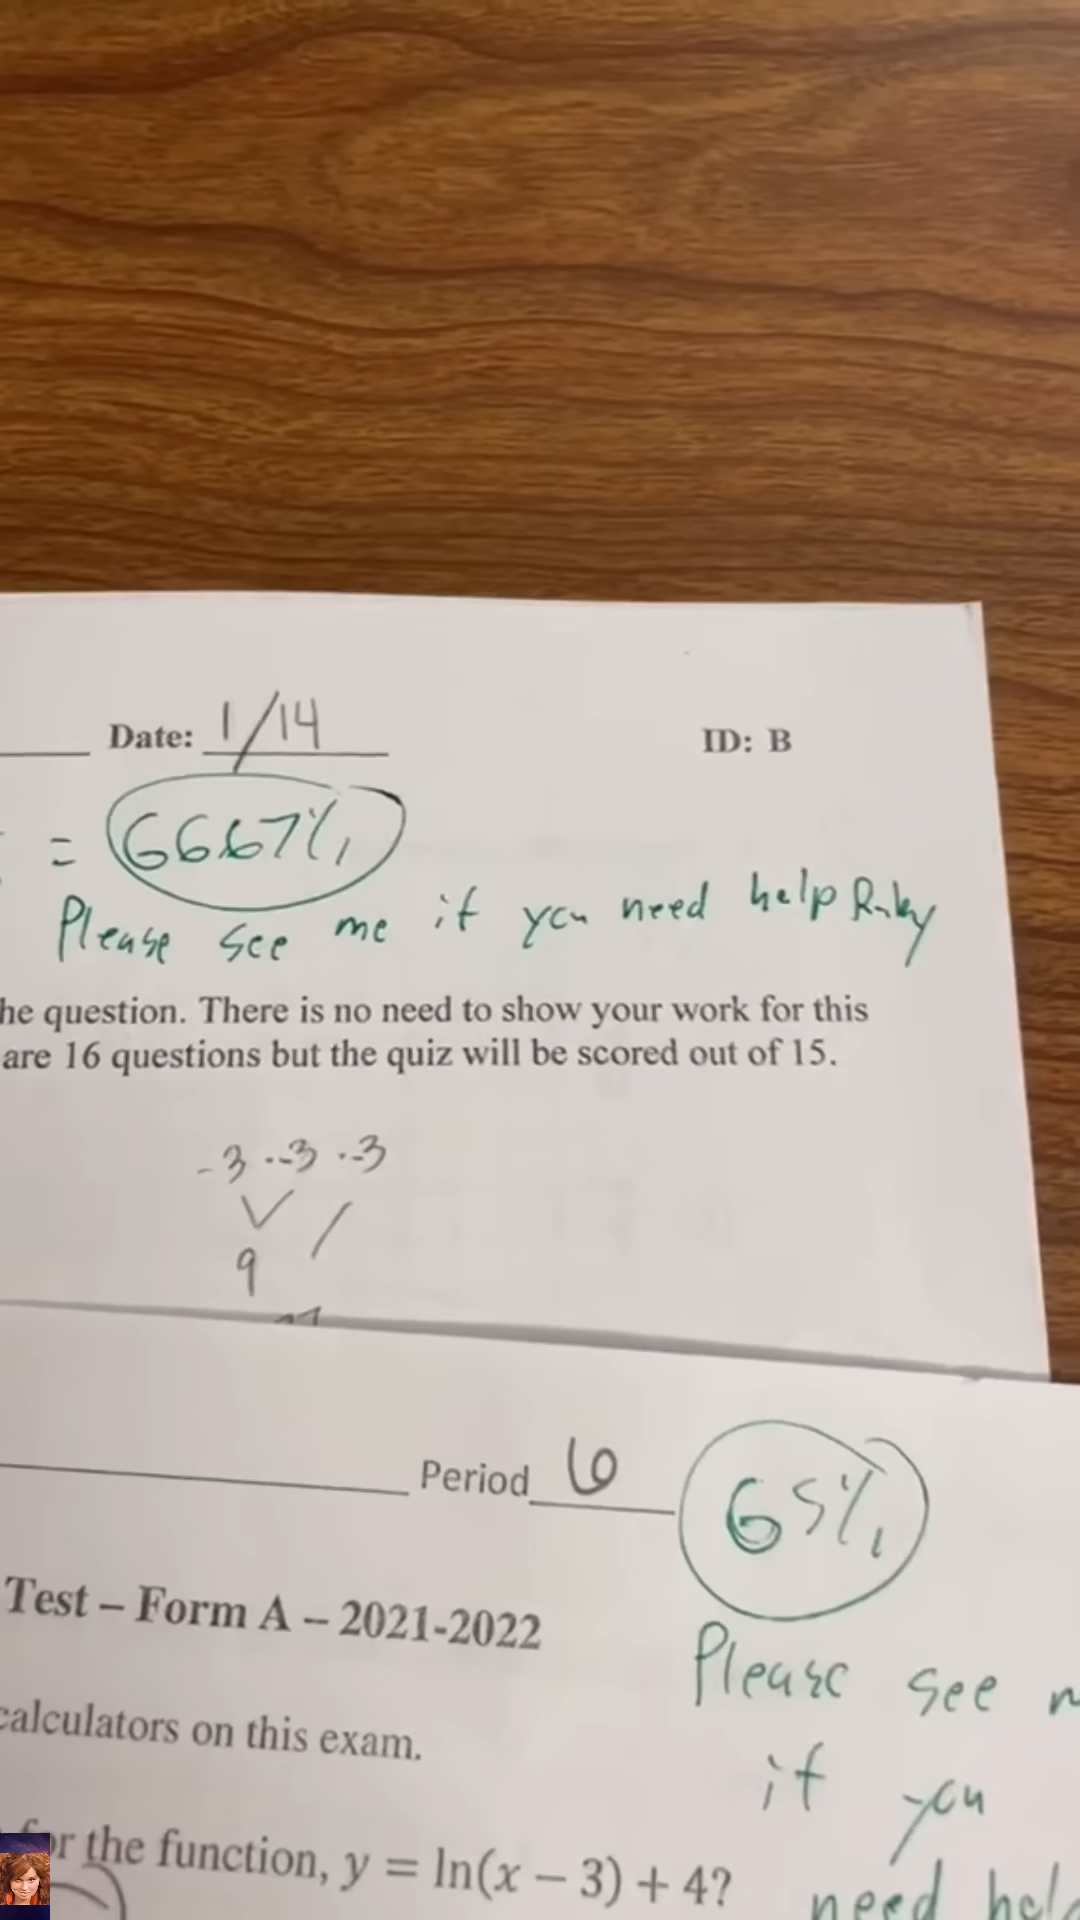 Date: 1/14 ID: B
= 66.67%
Please see me if you need help Riley
he question. There is no need to show your work for this
are 16 questions but the quiz will be scored out of 15.
-3 · -3 · -3
9
Period 6 65%
Test – Form A – 2021-2022
Please see
calculators on this exam.
if you
for the function, y = ln(x – 3) + 4?
need help